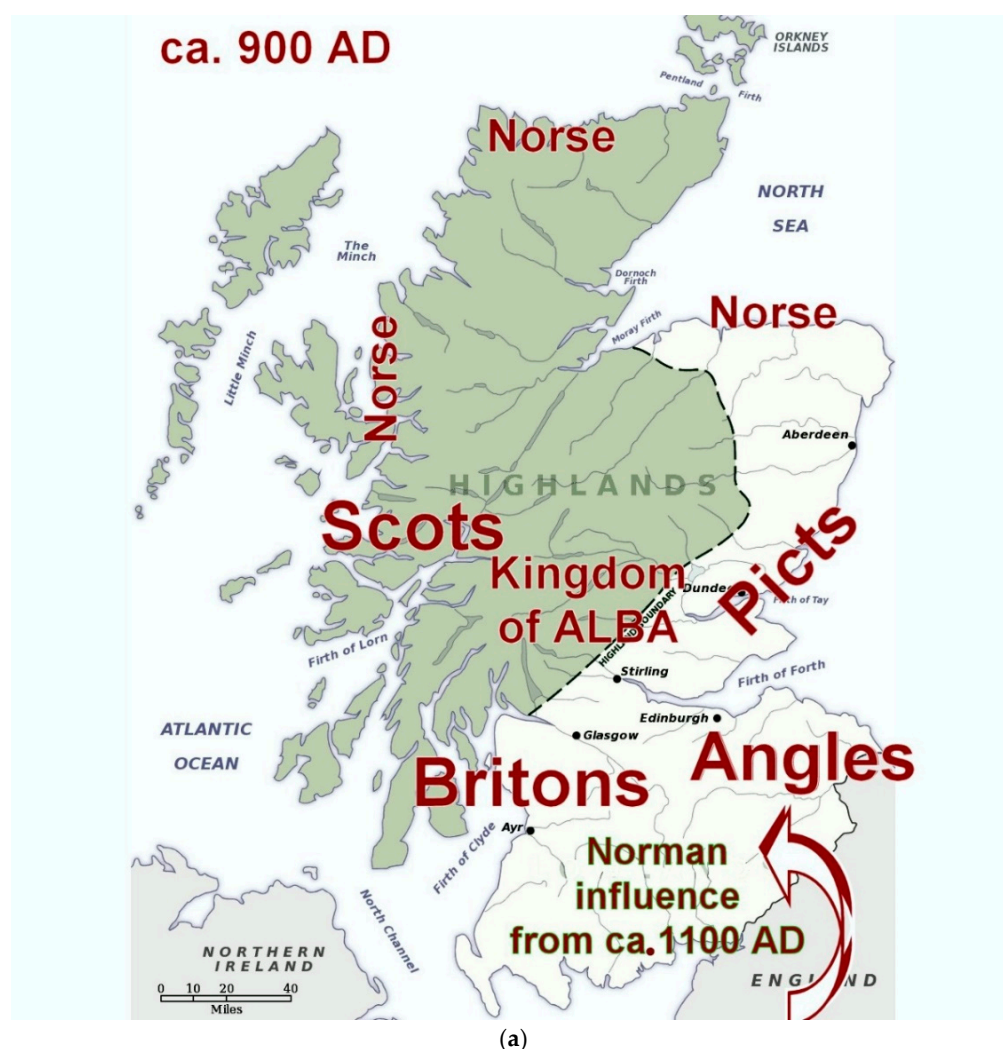 ca. 900 AD
ORKNEY
ISLANDS
Pentland
Firth
Norse
NORTH
SEA
The
Minch
Dornoch
Firth
Norse
Moray Firth
Norse
Little Minch
Aberdeen
HIGHLANDS
Scots
Picts
Kingdom
of ALBA
Dundee
Firth of Tay
HIGHLAND BOUNDARY
Firth of Lorn
Stirling
Firth of Forth
Edinburgh
Glasgow
ATLANTIC
OCEAN
Angles
Britons
Ayr
Firth of Clyde
Norman
influence
from ca.1100 AD
North Channel
NORTHERN
IRELAND
ENGLAND
0 10 20 40
Miles
(a)